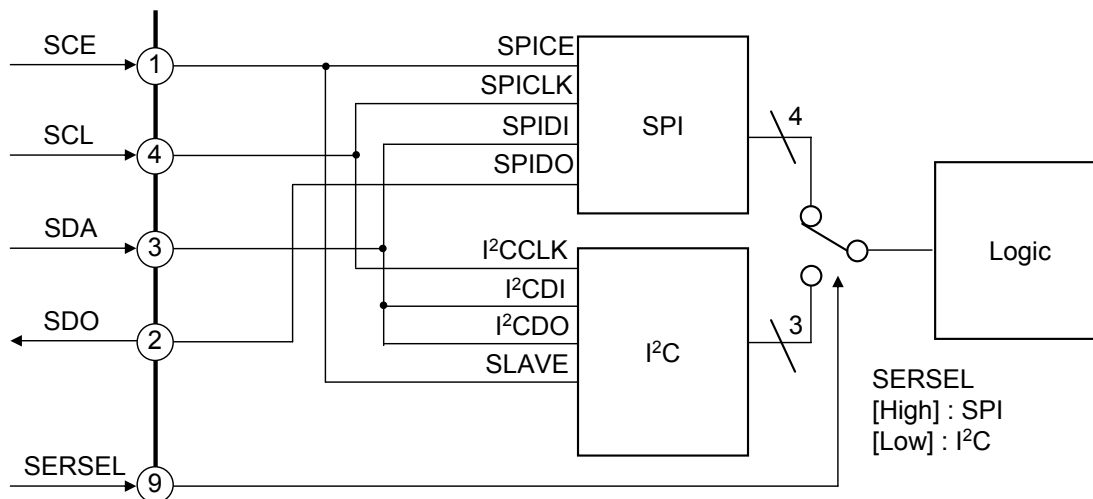 SCE
1
SCL
4
SDA
3
SDO
2
SERSEL
9
SPICE
SPICLK
SPIDI
SPIDO
SPI
4
I²CCLK
I²CDI
I²CDO
SLAVE
I²C
3
Logic
SERSEL
[High] : SPI
[Low] : I²C